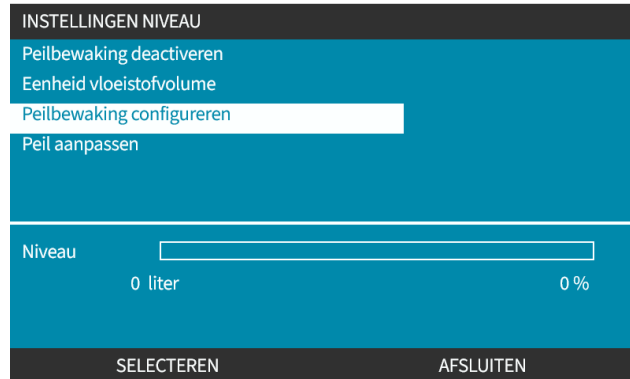 INSTELLINGEN NIVEAU
Peilbewaking deactiveren
Eenheid vloeistofvolume
Peilbewaking configureren
Peil aanpassen
Niveau
0 liter 0 %
SELECTEREN AFSLUITEN